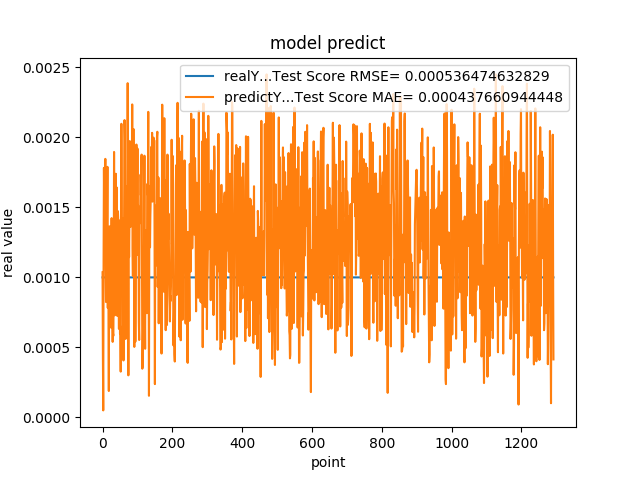 model predict
realY...Test Score RMSE= 0.000536474632829
predictY...Test Score MAE= 0.000437660944448
real value
0.0025
0.0020
0.0015
0.0010
0.0005
0.0000
0 200 400 600 800 1000 1200
point